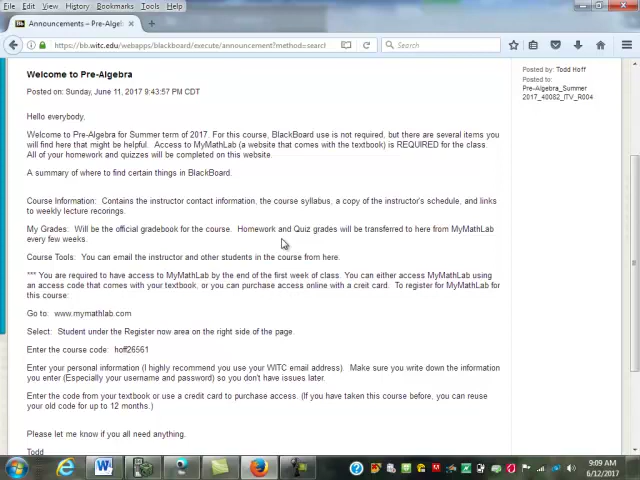 File Edit View History Bookmarks Tools Help
Announcements – Pre-Algeb
https://bb.witc.edu/webapps/blackboard/execute/announcement?method=search
Search
Welcome to Pre-Algebra
Posted on: Sunday, June 11, 2017 9:43:57 PM CDT
Posted by: Todd Hoff
Posted to:
Pre-Algebra_Summer
2017_40082_ITV_R004
Hello everybody,
Welcome to Pre-Algebra for Summer term of 2017. For this course, BlackBoard use is not required, but there are several items you
will find here that might be helpful. Access to MyMathLab (a website that comes with the textbook) is REQUIRED for the class.
All of your homework and quizzes will be completed on this website.
A summary of where to find certain things in BlackBoard.
Course Information: Contains the instructor contact information, the course syllabus, a copy of the instructor's schedule, and links
to weekly lecture recorings.
My Grades: Will be the official gradebook for the course. Homework and Quiz grades will be transferred to here from MyMathLab
every few weeks.
Course Tools: You can email the instructor and other students in the course from here.
*** You are required to have access to MyMathLab by the end of the first week of class. You can either access MyMathLab using
an access code that comes with your textbook, or you can purchase access online with a creit card. To register for MyMathLab for
this course:
Go to: www.mymathlab.com
Select: Student under the Register now area on the right side of the page.
Enter the course code: hoff26561
Enter your personal information (I highly recommend you use your WITC email address). Make sure you write down the information
you enter (Especially your username and password) so you don't have issues later.
Enter the code from your textbook or use a credit card to purchase access. (If you have taken this course before, you can reuse
your old code for up to 12 months.)
Please let me know if you all need anything.
Todd
9:09 AM
6/12/2017